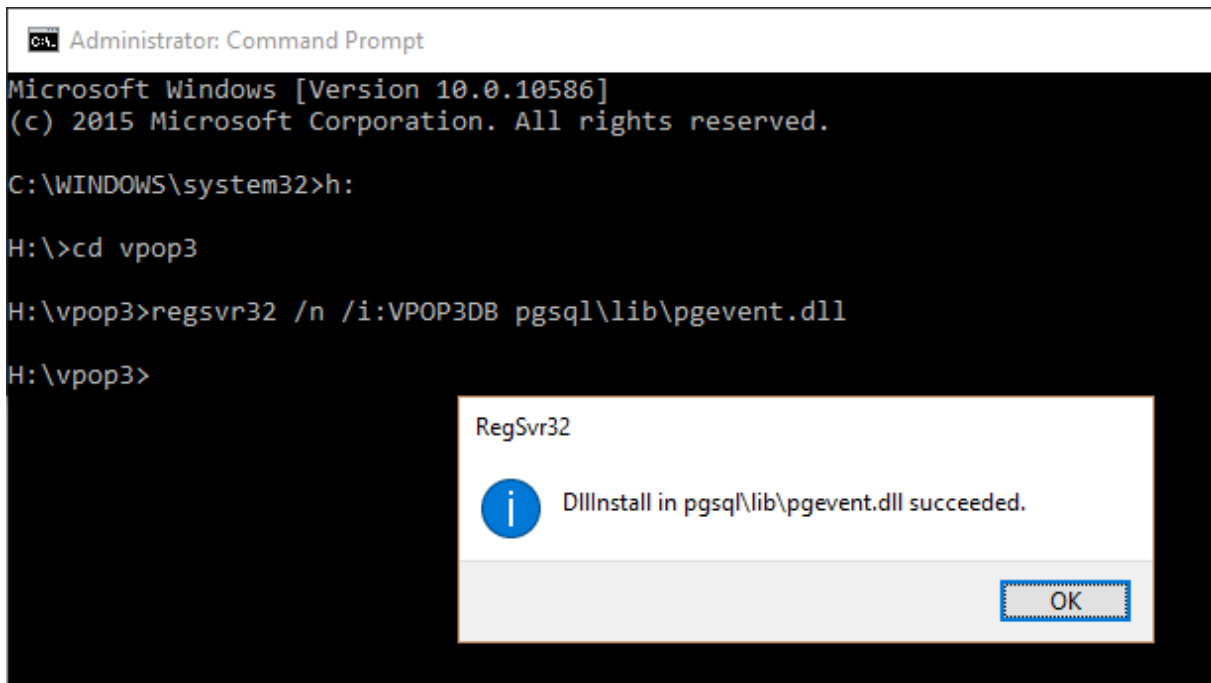 Administrator: Command Prompt
Microsoft Windows [Version 10.0.10586]
(c) 2015 Microsoft Corporation. All rights reserved.
C:\WINDOWS\system32>h:
H:\>cd vpop3
H:\vpop3>regsvr32 /n /i:VPOP3DB pgsql\lib\pgevent.dll
H:\vpop3>
RegSvr32
DllInstall in pgsql\lib\pgevent.dll succeeded.
OK